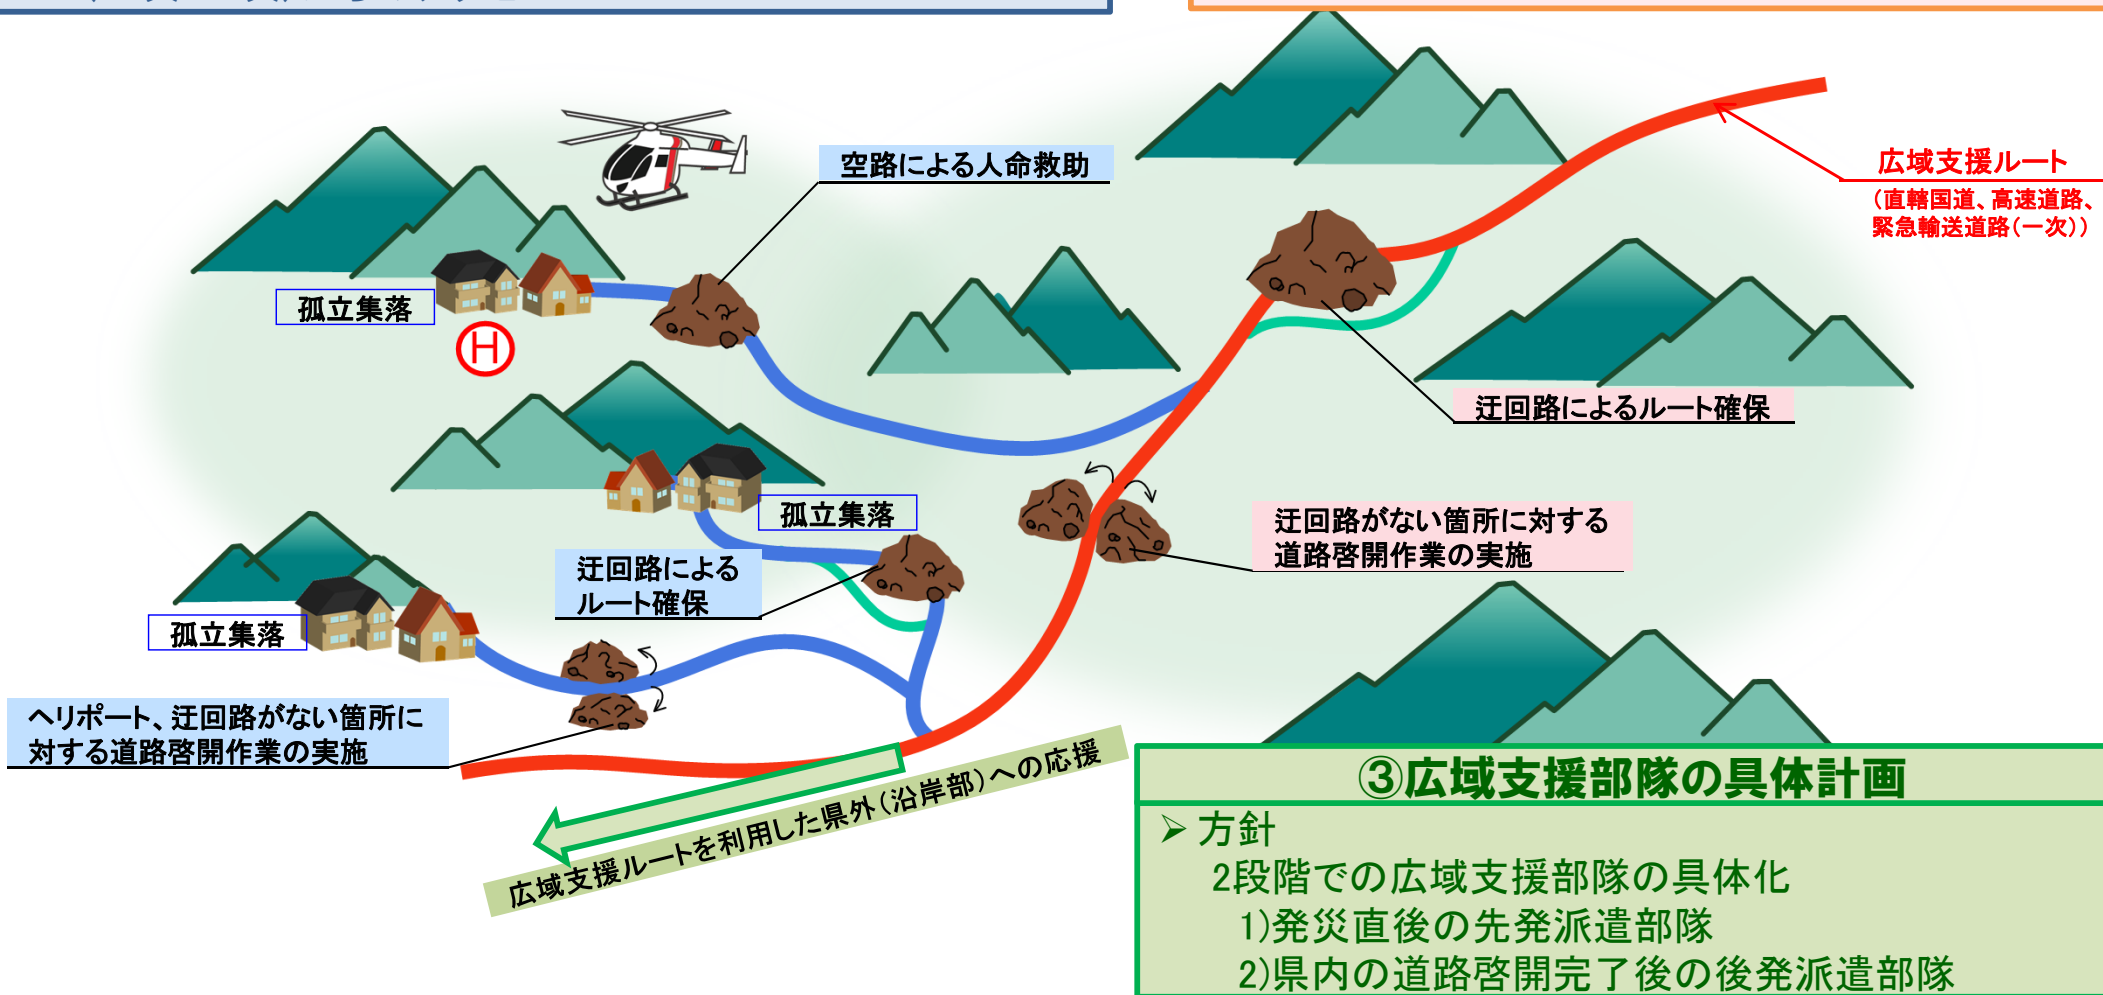 空路による人命救助
広域支援ルート
(直轄国道、高速道路、
緊急輸送道路(一次))
孤立集落
H
迂回路によるルート確保
孤立集落
迂回路がない箇所に対する
道路啓開作業の実施
迂回路による
ルート確保
孤立集落
ヘリポート、迂回路がない箇所に
対する道路啓開作業の実施
広域支援ルートを利用した県外(沿岸部)への応援
③広域支援部隊の具体計画
➢ 方針
2段階での広域支援部隊の具体化
1)発災直後の先発派遣部隊
2)県内の道路啓開完了後の後発派遣部隊